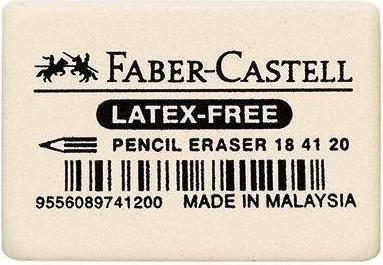 FABER-CASTELL
LATEX-FREE
PENCIL ERASER 18 41 20
9556089741200 MADE IN MALAYSIA